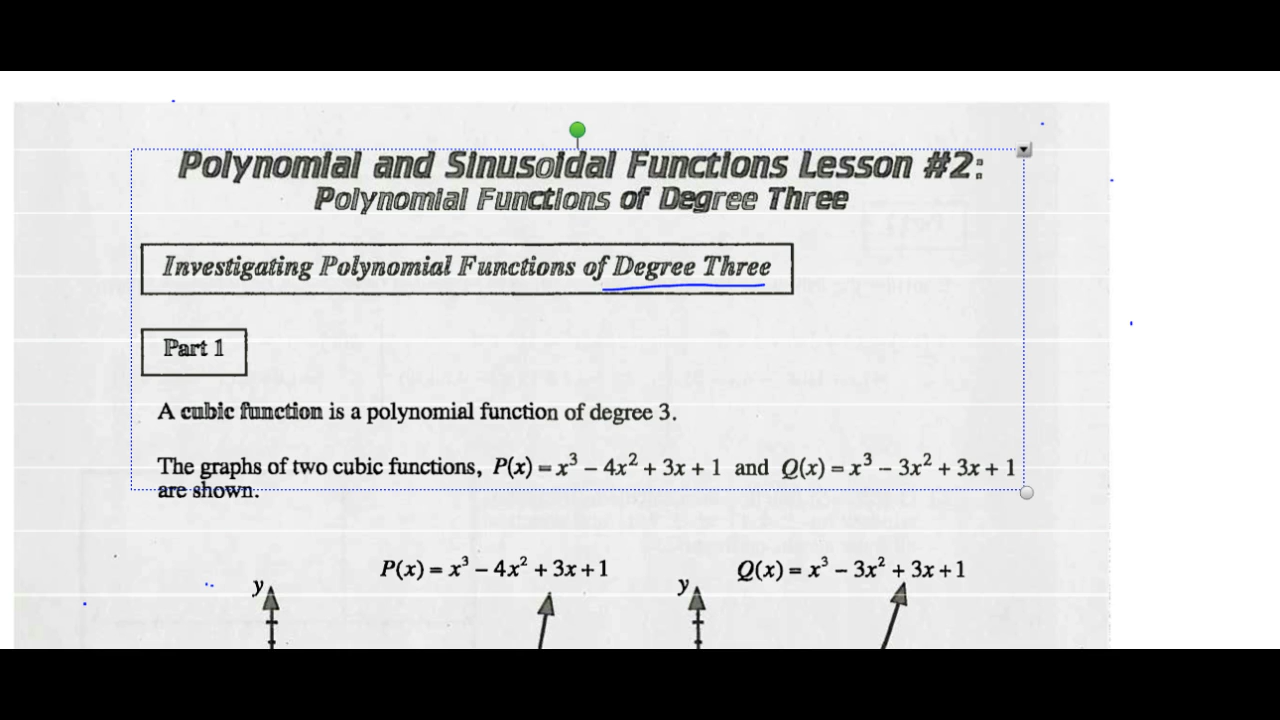 Polynomial and Sinusoidal Functions Lesson #2:
Polynomial Functions of Degree Three
Investigating Polynomial Functions of Degree Three
Part 1
A cubic function is a polynomial function of degree 3.
The graphs of two cubic functions, P(x) = x³ – 4x² + 3x + 1 and Q(x) = x³ – 3x² + 3x + 1
are shown.
P(x) = x³ – 4x² + 3x + 1 Q(x) = x³ – 3x² + 3x + 1
y y